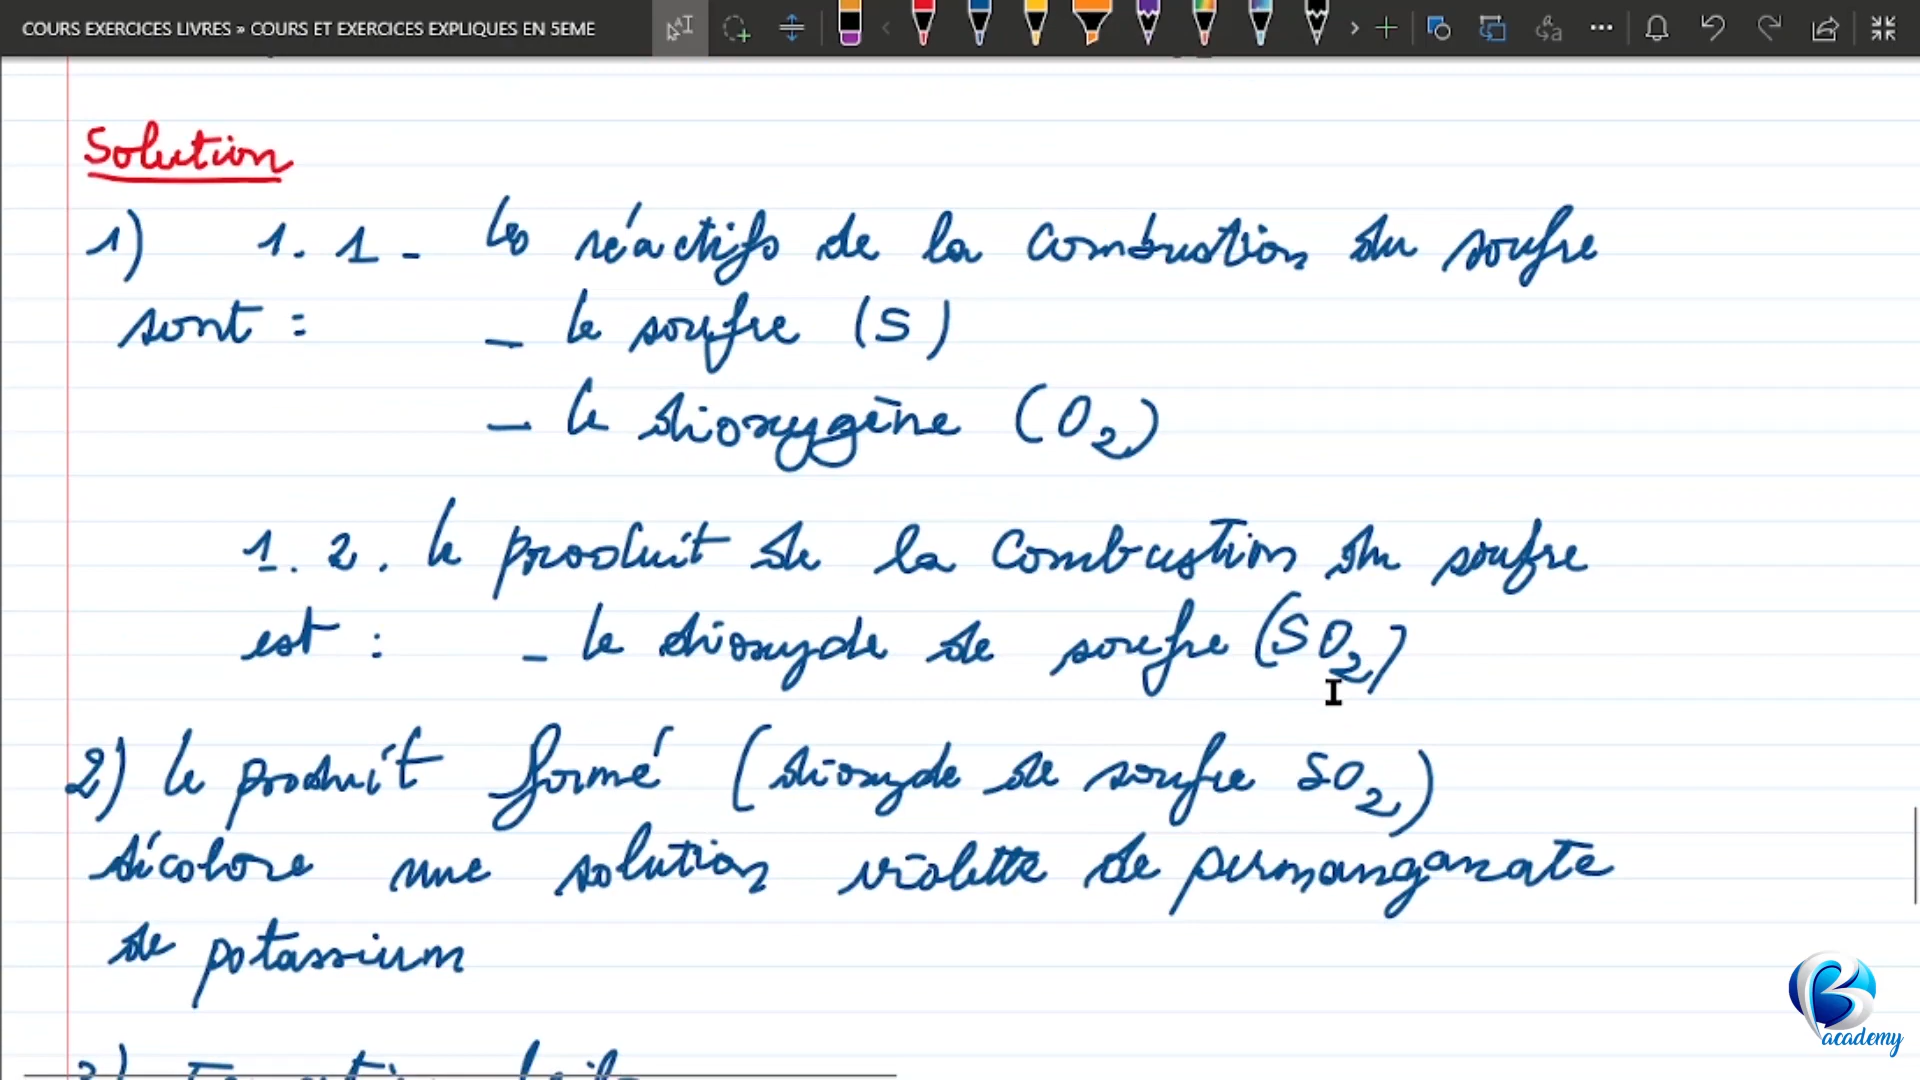 COURS EXERCICES LIVRES » COURS ET EXERCICES EXPLIQUES EN 5EME
Solution
1) 1.1- les réactifs de la combustion du soufre
sont : - le soufre (S)
- le dioxygène (O2)
1.2. le produit de la combustion du soufre
est : - le dioxyde de soufre (SO2)
2) le produit formé (dioxyde de soufre SO2)
décolore une solution violette de permanganate
de potassium
3)
B
academy